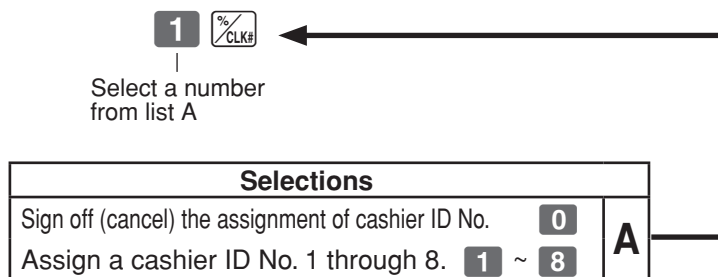 1 %/CLK#
Select a number
from list A
Selections
Sign off (cancel) the assignment of cashier ID No. 0
A
Assign a cashier ID No. 1 through 8. 1 ~ 8